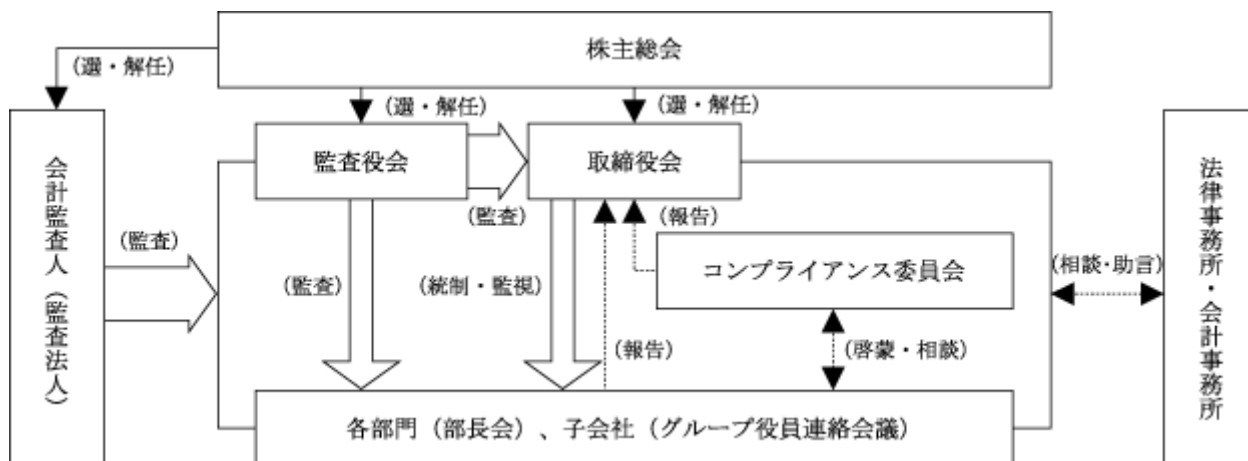 株主総会
(選・解任)
(選・解任)
(選・解任)
会計監査人(監査法人)
監査役会
取締役会
法律事務所・会計事務所
(監査)
(報告)
(監査)
コンプライアンス委員会
(相談・助言)
(監査)
(統制・監視)
(報告)
(啓蒙・相談)
各部門(部長会)、子会社(グループ役員連絡会議)